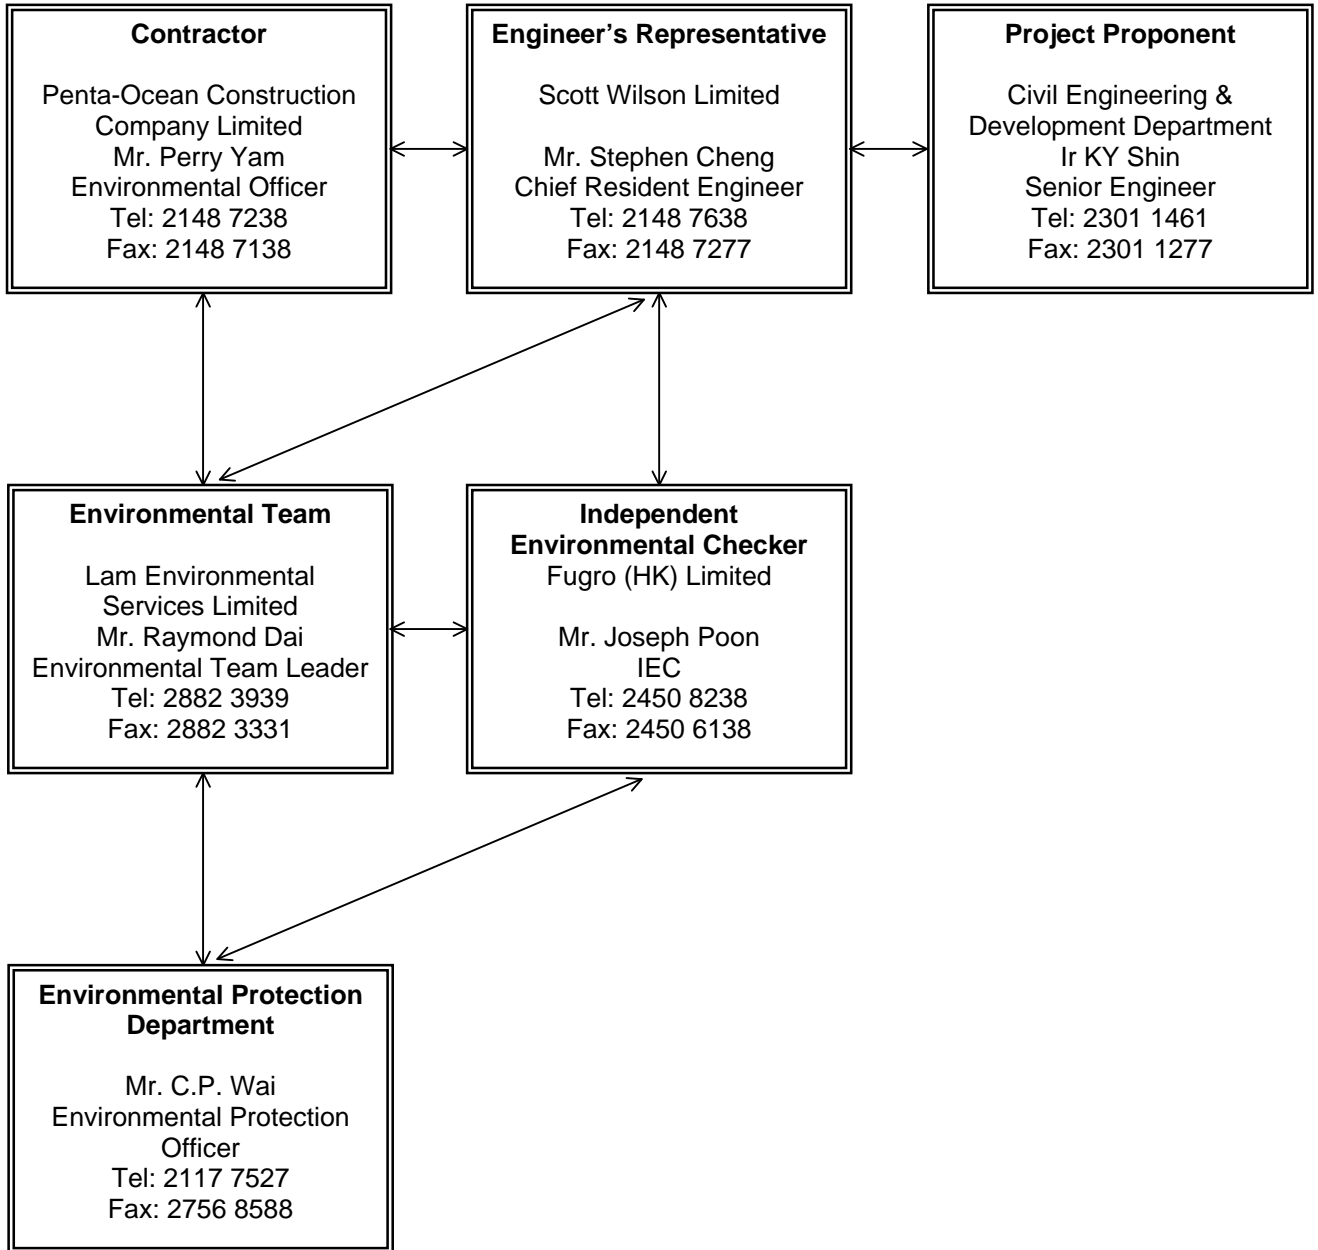 Contractor
Penta-Ocean Construction
Company Limited
Mr. Perry Yam
Environmental Officer
Tel: 2148 7238
Fax: 2148 7138
Engineer's Representative
Scott Wilson Limited
Mr. Stephen Cheng
Chief Resident Engineer
Tel: 2148 7638
Fax: 2148 7277
Project Proponent
Civil Engineering &
Development Department
Ir KY Shin
Senior Engineer
Tel: 2301 1461
Fax: 2301 1277
Environmental Team
Lam Environmental
Services Limited
Mr. Raymond Dai
Environmental Team Leader
Tel: 2882 3939
Fax: 2882 3331
Independent
Environmental Checker
Fugro (HK) Limited
Mr. Joseph Poon
IEC
Tel: 2450 8238
Fax: 2450 6138
Environmental Protection
Department
Mr. C.P. Wai
Environmental Protection
Officer
Tel: 2117 7527
Fax: 2756 8588